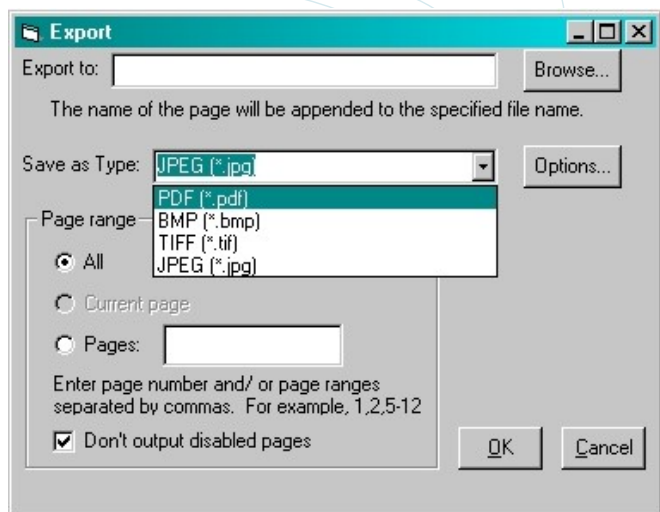 Export
Export to:
Browse...
The name of the page will be appended to the specified file name.
Save as Type: JPEG (*.jpg)
Options...
PDF (*.pdf)
BMP (*.bmp)
TIFF (*.tif)
JPEG (*.jpg)
Page range
All
Current page
Pages:
Enter page number and/ or page ranges
separated by commas. For example, 1,2,5-12
Don't output disabled pages
OK
Cancel